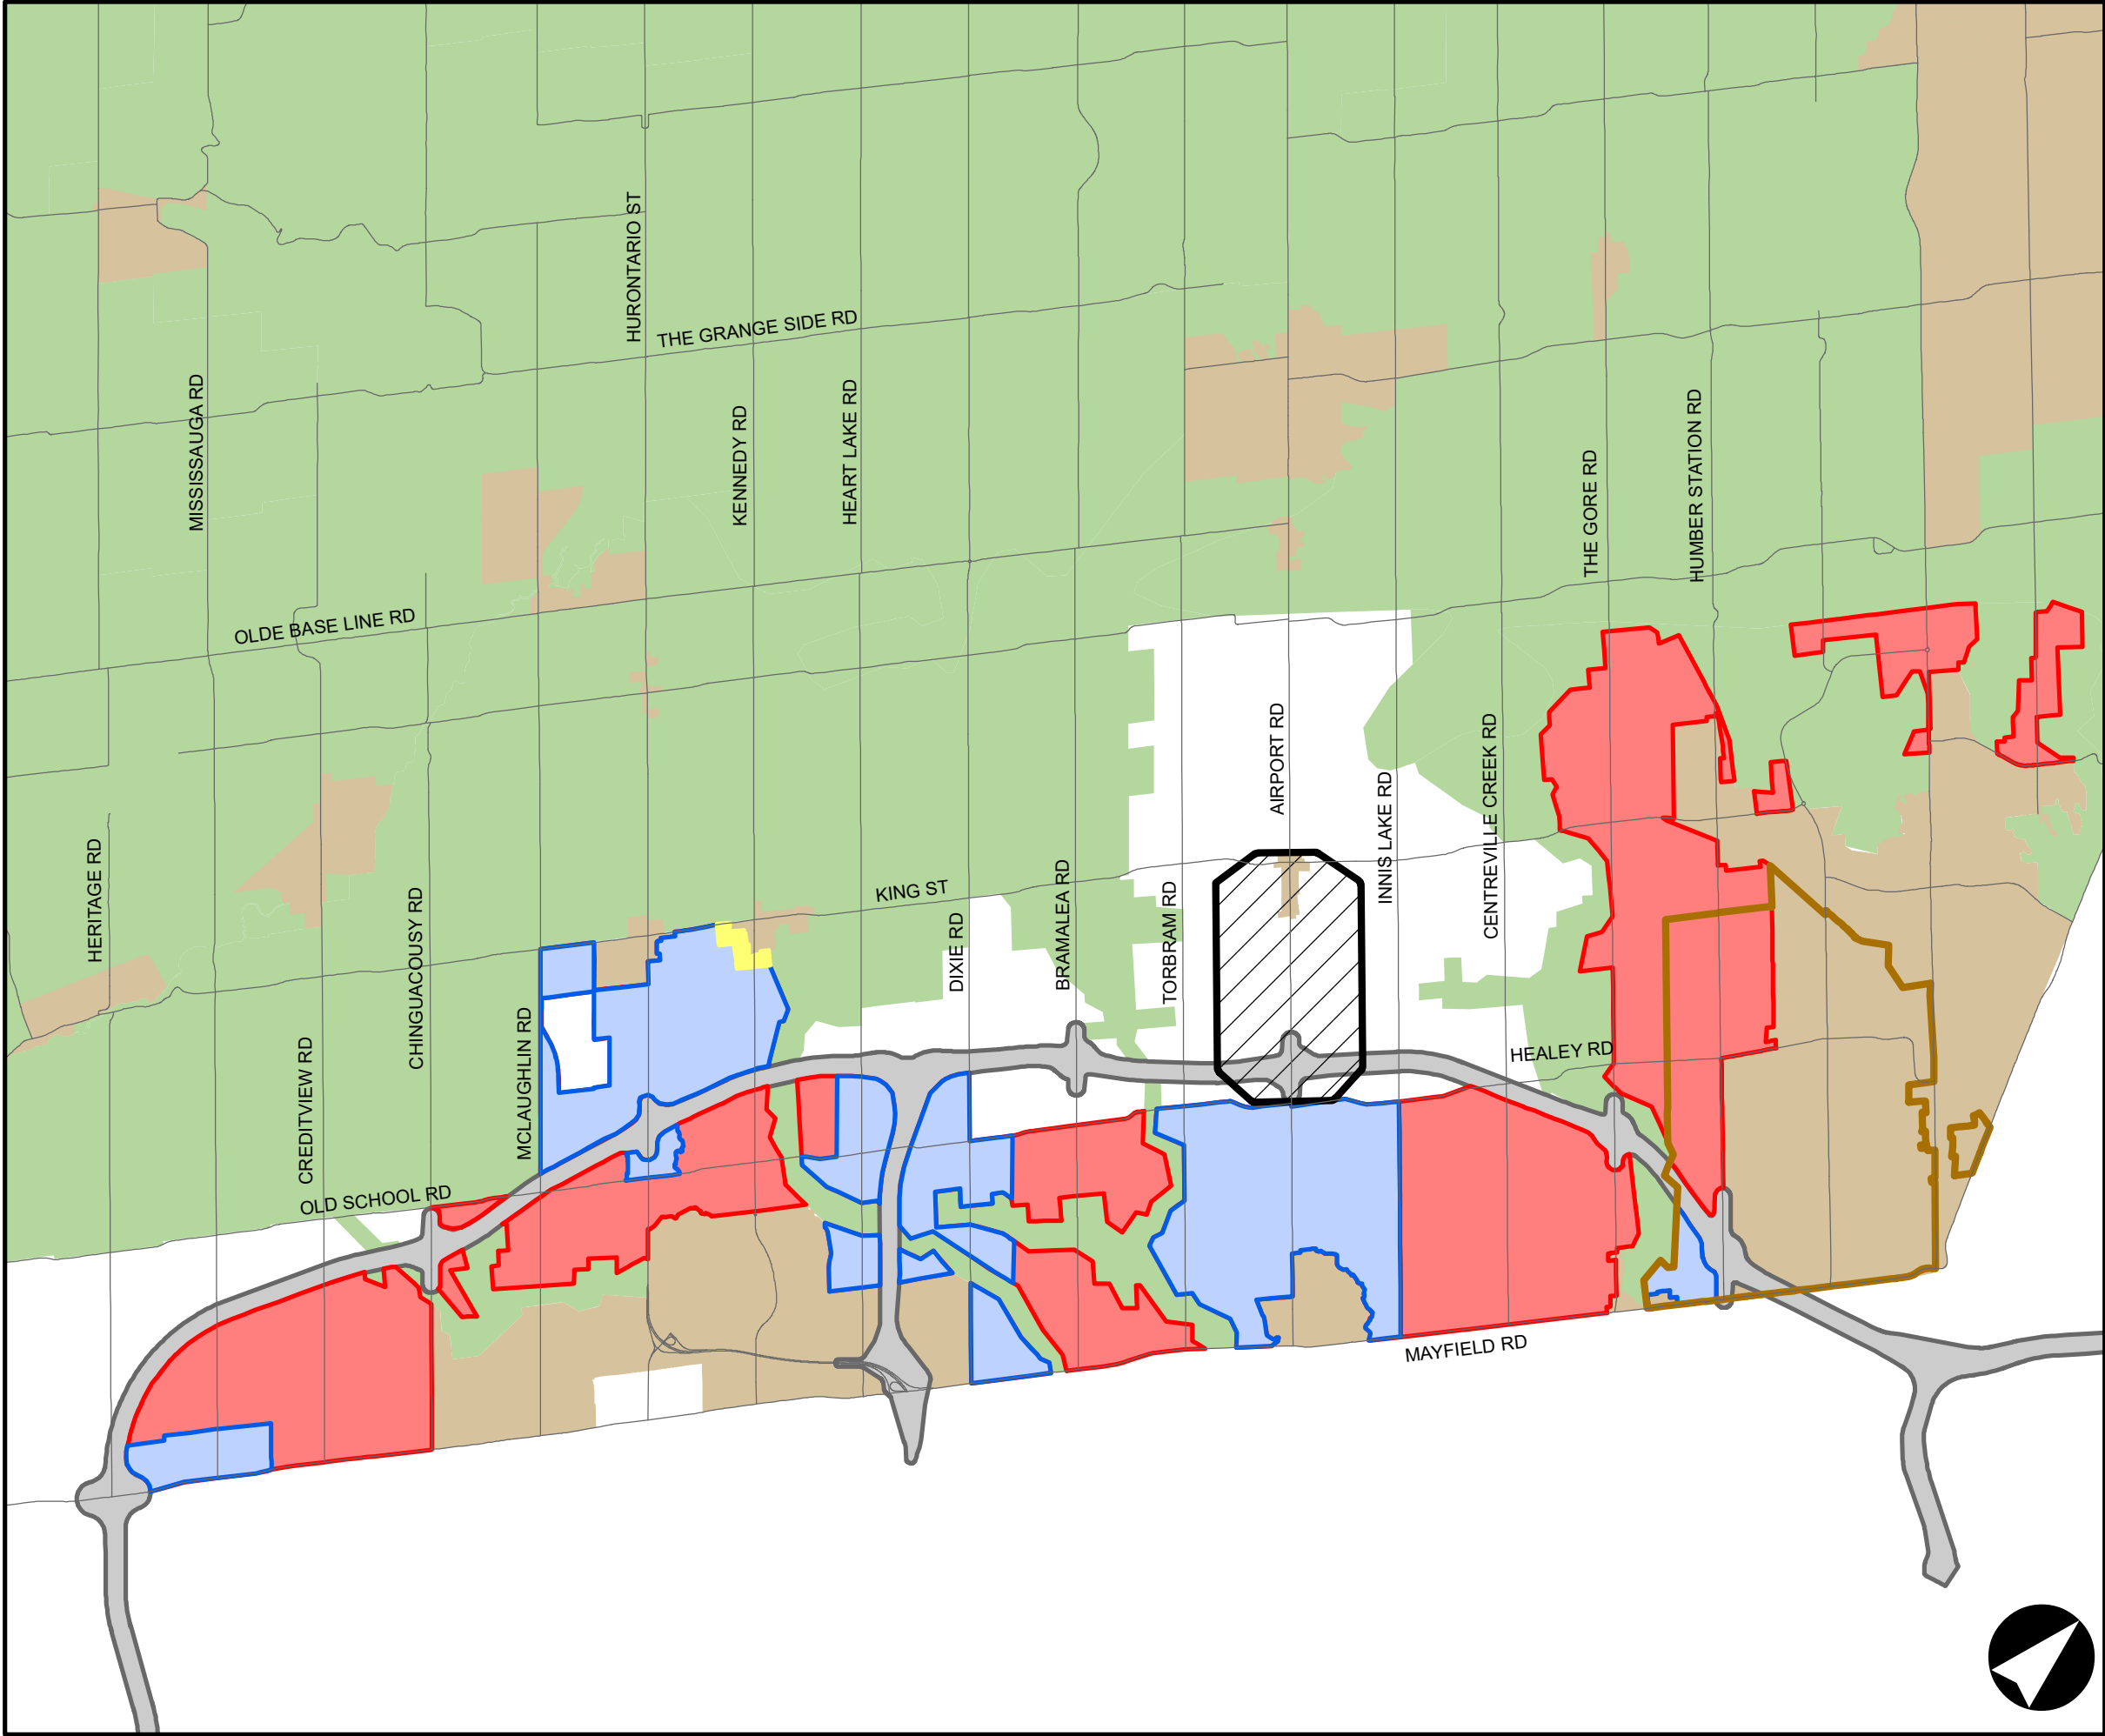 HURONTARIO ST
THE GRANGE SIDE RD
MISSISSAUGA RD
KENNEDY RD
HEART LAKE RD
THE GORE RD
HUMBER STATION RD
OLDE BASE LINE RD
AIRPORT RD
INNIS LAKE RD
CENTREVILLE CREEK RD
HERITAGE RD
CHINGUACOUSY RD
KING ST
DIXIE RD
BRAMALEA RD
TORBRAM RD
CREDITVIEW RD
MCLAUGHLIN RD
HEALEY RD
OLD SCHOOL RD
MAYFIELD RD